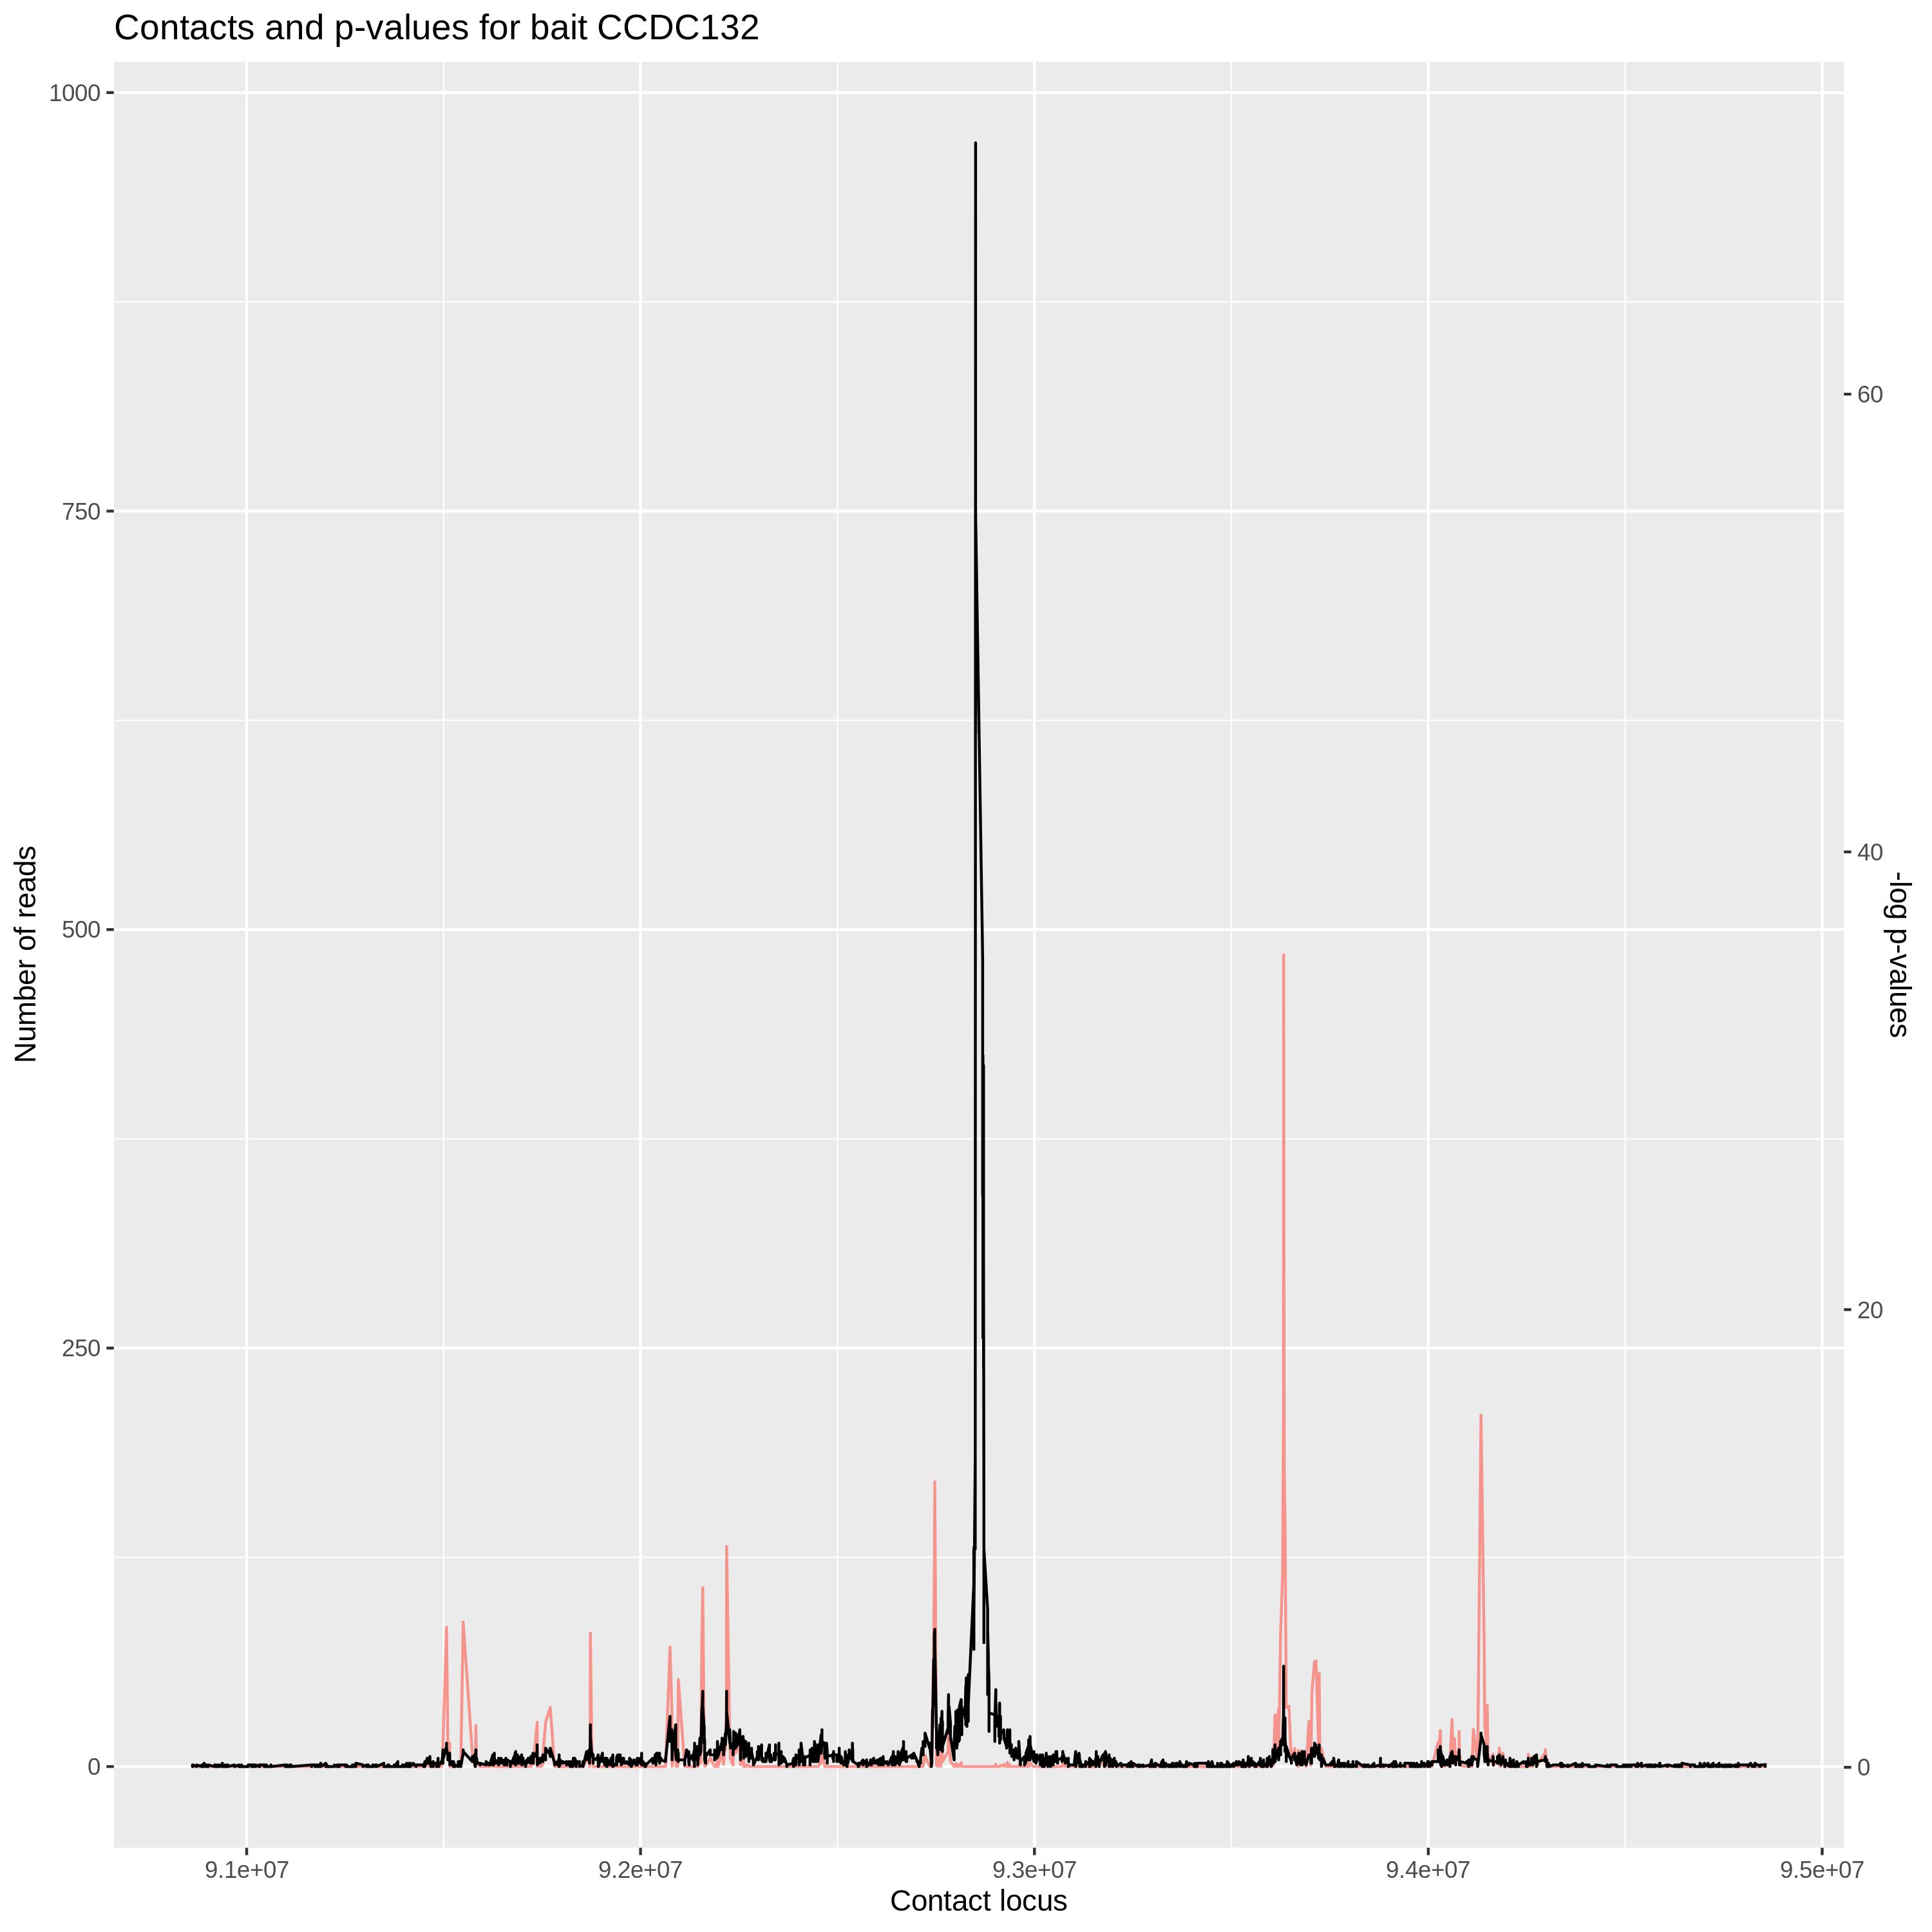 Contacts and p-values for bait CCDC132
1000
750
500
250
0
Number of reads
60
40
20
0
-log p-values
9.1e+07
9.2e+07
9.3e+07
9.4e+07
9.5e+07
Contact locus